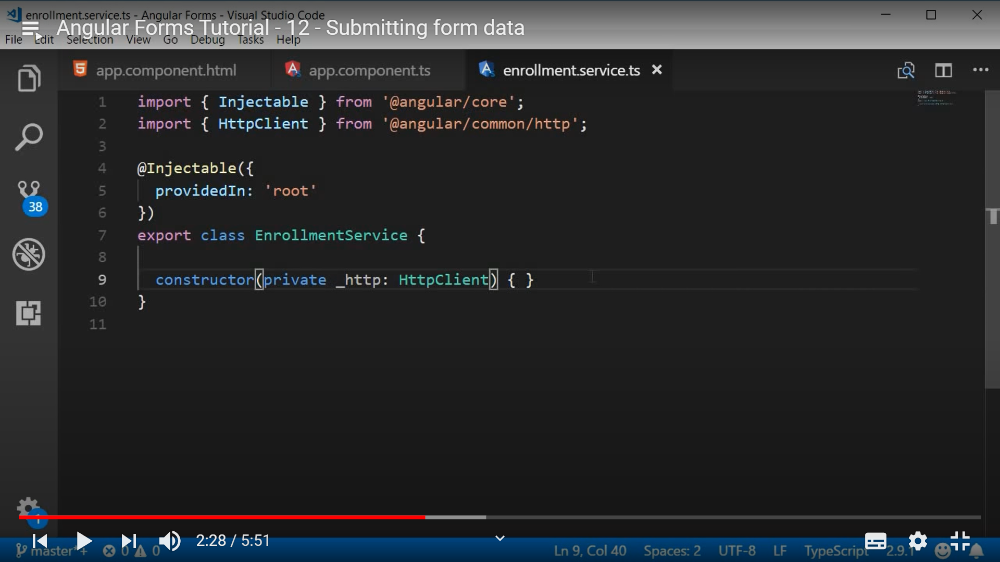 enrollment.service.ts - Angular Forms - Visual Studio Code
Angular Forms Tutorial - 12 - Submitting form data
File Edit Selection View Go Debug Tasks Help
app.component.html app.component.ts enrollment.service.ts
1 import { Injectable } from '@angular/core';
2 import { HttpClient } from '@angular/common/http';
3
4 @Injectable({
5 providedIn: 'root'
6 })
7 export class EnrollmentService {
8
9 constructor(private _http: HttpClient) { }
10 }
11
38
1
2:28 / 5:51
master*+ 0 0 Ln 9, Col 40 Spaces: 2 UTF-8 LF TypeScript 2.9.1